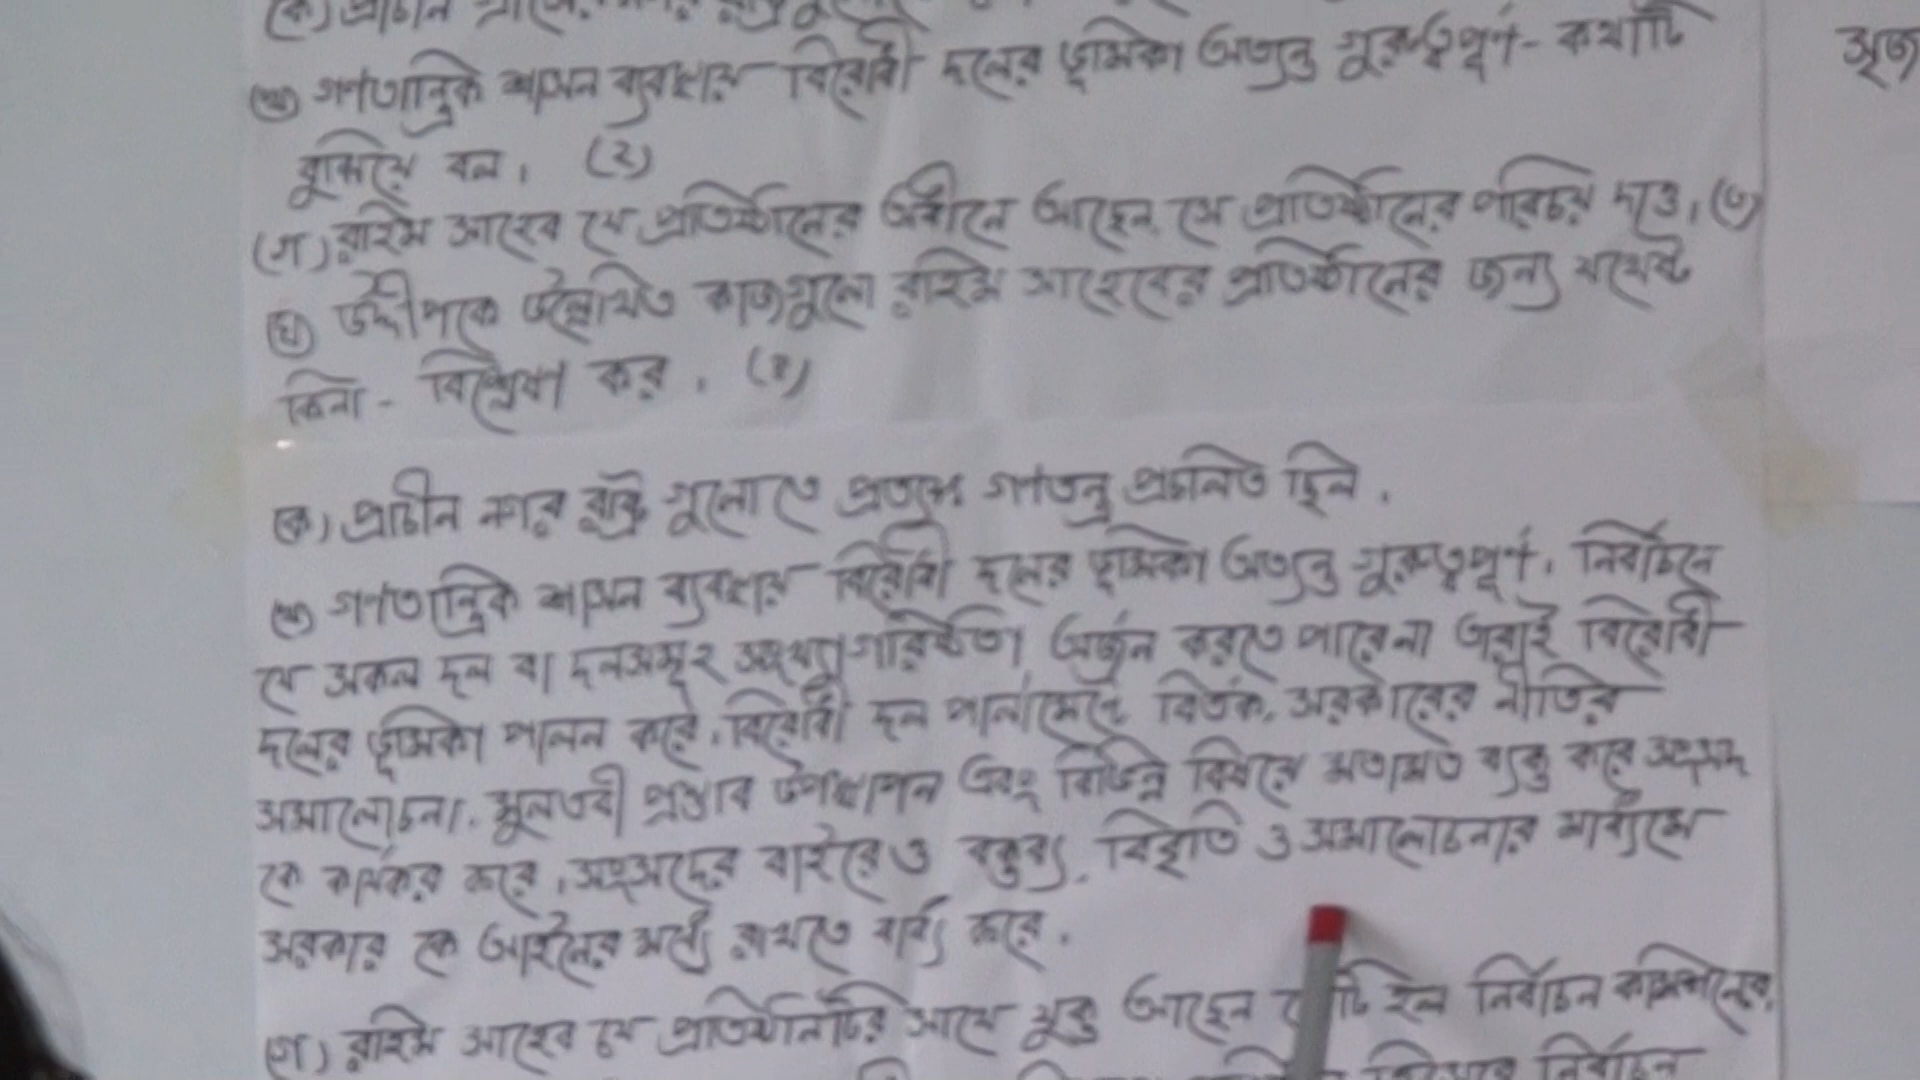 (ক) প্রাচীন
(খ) গণতান্ত্রিক শাসন ব্যবস্থায় বিরোধী দলের ভূমিকা অত্যন্ত গুরুত্বপূর্ণ - কথাটি
বুঝিয়ে বল। (২)
(গ) রহিম সাহেব যে প্রতিষ্ঠানের অধীনে আছেন, সে প্রতিষ্ঠানের পরিচয় দাও। (৩)
(ঘ) উদ্দীপকে উল্লেখিত কাজগুলো রহিম সাহেবের প্রতিষ্ঠানের জন্য যথেষ্ট
কিনা - বিশ্লেষণ কর। (৪)
(ক) প্রাচীন নগর রাষ্ট্র গুলোতে প্রত্যক্ষ গণতন্ত্র প্রচলিত ছিল।
(খ) গণতান্ত্রিক শাসন ব্যবস্থায় বিরোধী দলের ভূমিকা অত্যন্ত গুরুত্বপূর্ণ। নির্বাচনে
যে সকল দল বা দলসমূহ সংখ্যাগরিষ্ঠতা অর্জন করতে পারেনা তারাই বিরোধী
দলের ভূমিকা পালন করে। বিরোধী দল পার্লামেন্টে বিতর্ক, সরকারের নীতির
সমালোচনা, মূলতবী প্রস্তাব উপস্থাপন এবং বিভিন্ন বিষয়ে মতামত ব্যক্ত করে সংসদ
কে কার্যকর করে। সংসদের বাইরেও বক্তব্য, বিবৃতি ও সমালোচনার মাধ্যমে
সরকার কে আইনের মধ্যে রাখতে বাধ্য করে।
(গ) রহিম সাহেব যে প্রতিষ্ঠানটির সাথে যুক্ত আছেন হল নির্বাচন কমিশনের,
নির্বাচন
সৃজ